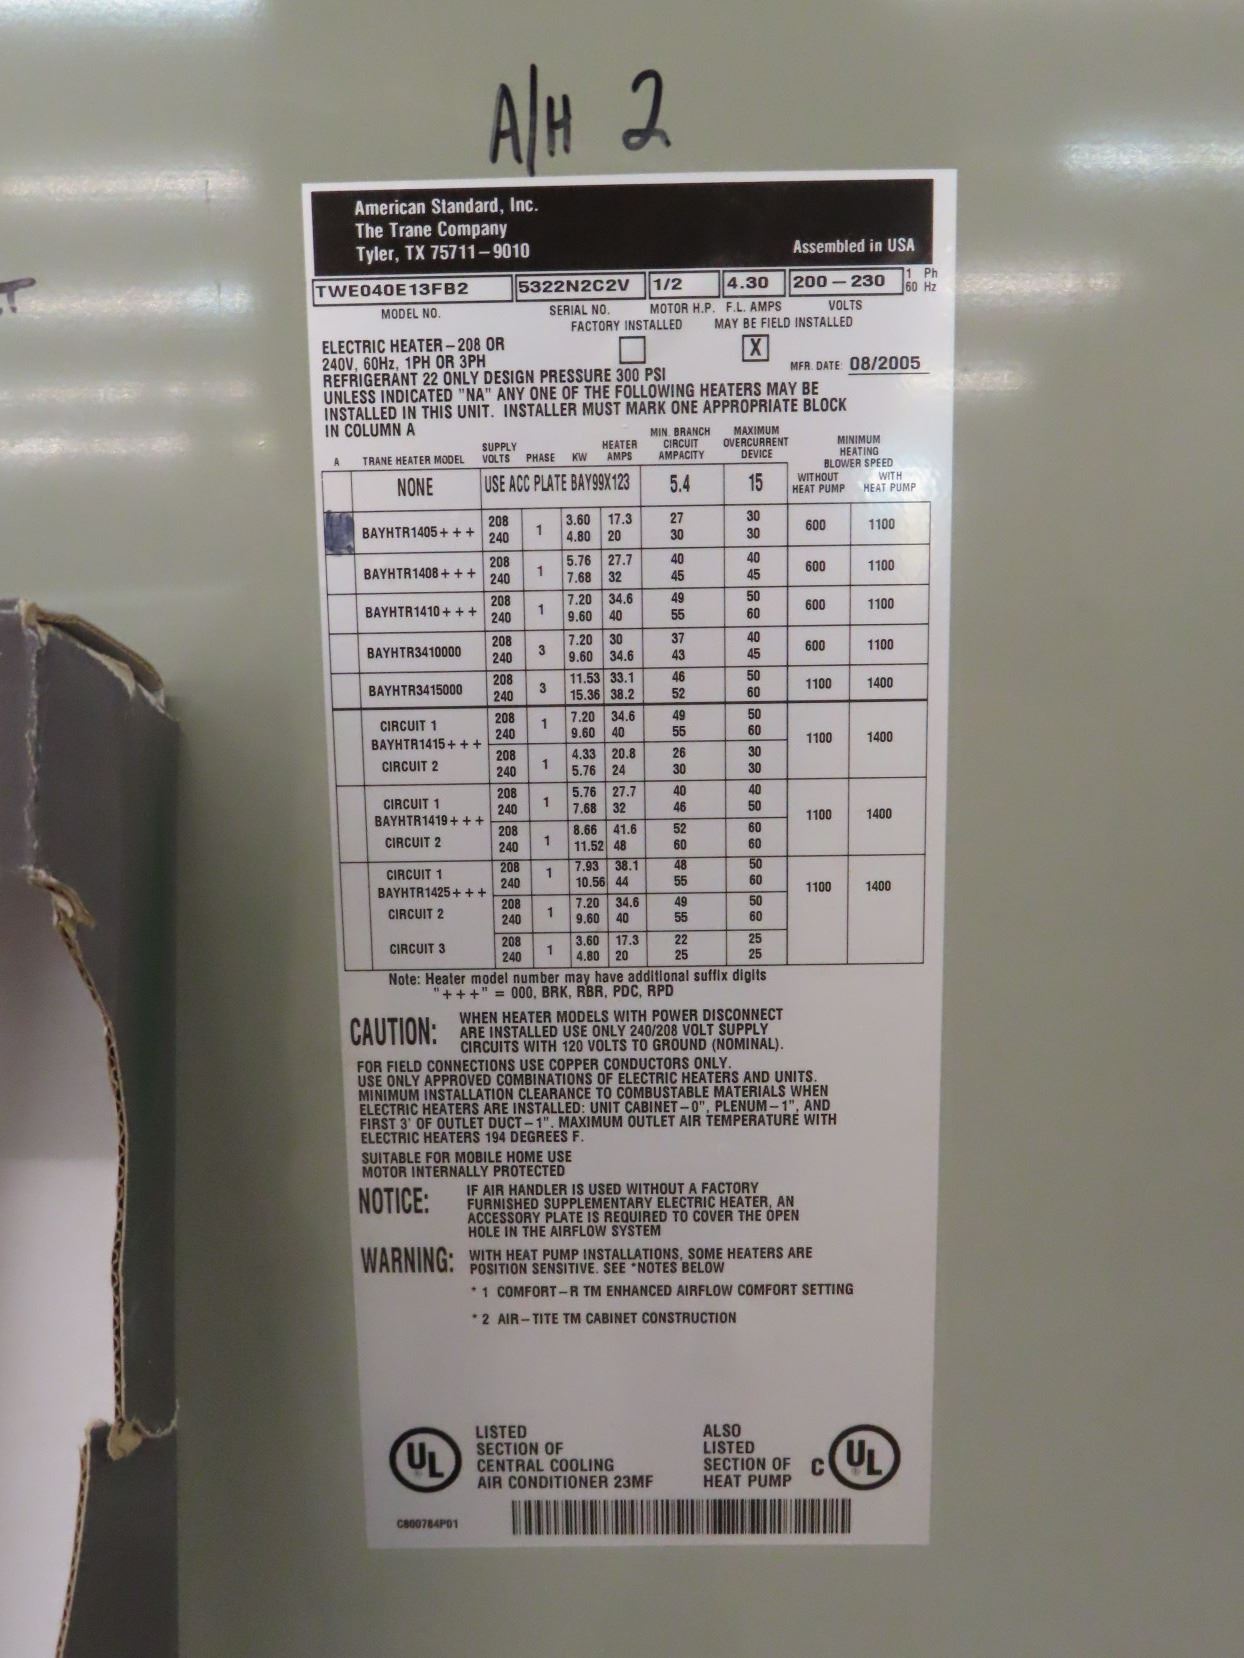 A/H 2
American Standard, Inc.
The Trane Company
Tyler, TX 75711-9010
Assembled in USA
TWE040E13FB2 5322N2C2V 1/2 4.30 200-230 1 Ph 60 Hz
MODEL NO. SERIAL NO. MOTOR H.P. F.L. AMPS VOLTS
FACTORY INSTALLED MAY BE FIELD INSTALLED
ELECTRIC HEATER-208 OR
240V, 60Hz, 1PH OR 3PH X MFR. DATE: 08/2005
REFRIGERANT 22 ONLY DESIGN PRESSURE 300 PSI
UNLESS INDICATED "NA" ANY ONE OF THE FOLLOWING HEATERS MAY BE
INSTALLED IN THIS UNIT. INSTALLER MUST MARK ONE APPROPRIATE BLOCK
IN COLUMN A
A TRANE HEATER MODEL SUPPLY VOLTS PHASE KW HEATER AMPS MIN. BRANCH CIRCUIT AMPACITY MAXIMUM OVERCURRENT DEVICE MINIMUM HEATING BLOWER SPEED
WITHOUT HEAT PUMP WITH HEAT PUMP
NONE USE ACC PLATE BAY99X123 5.4 15
BAYHTR1405+++ 208 1 3.60 17.3 27 30 600 1100
240 4.80 20 30 30
BAYHTR1408+++ 208 1 5.76 27.7 40 40 600 1100
240 7.68 32 45 45
BAYHTR1410+++ 208 1 7.20 34.6 49 50 600 1100
240 9.60 40 55 60
BAYHTR3410000 208 3 7.20 30 37 40 600 1100
240 9.60 34.6 43 45
BAYHTR3415000 208 3 11.53 33.1 46 50 1100 1400
240 15.36 38.2 52 60
CIRCUIT 1 208 1 7.20 34.6 49 50
240 9.60 40 55 60
BAYHTR1415+++ 1100 1400
CIRCUIT 2 208 1 4.33 20.8 26 30
240 5.76 24 30 30
CIRCUIT 1 208 1 5.76 27.7 40 40
240 7.68 32 46 50
BAYHTR1419+++ 1100 1400
CIRCUIT 2 208 1 8.66 41.6 52 60
240 11.52 48 60 60
CIRCUIT 1 208 1 7.93 38.1 48 50
240 10.56 44 55 60
BAYHTR1425+++ 1100 1400
CIRCUIT 2 208 1 7.20 34.6 49 50
240 9.60 40 55 60
CIRCUIT 3 208 1 3.60 17.3 22 25
240 4.80 20 25 25
Note: Heater model number may have additional suffix digits
"+++" = 000, BRK, RBR, PDC, RPD
CAUTION: WHEN HEATER MODELS WITH POWER DISCONNECT
ARE INSTALLED USE ONLY 240/208 VOLT SUPPLY
CIRCUITS WITH 120 VOLTS TO GROUND (NOMINAL).
FOR FIELD CONNECTIONS USE COPPER CONDUCTORS ONLY.
USE ONLY APPROVED COMBINATIONS OF ELECTRIC HEATERS AND UNITS.
MINIMUM INSTALLATION CLEARANCE TO COMBUSTABLE MATERIALS WHEN
ELECTRIC HEATERS ARE INSTALLED: UNIT CABINET-0", PLENUM-1", AND
FIRST 3' OF OUTLET DUCT-1". MAXIMUM OUTLET AIR TEMPERATURE WITH
ELECTRIC HEATERS 194 DEGREES F.
SUITABLE FOR MOBILE HOME USE
MOTOR INTERNALLY PROTECTED
NOTICE: IF AIR HANDLER IS USED WITHOUT A FACTORY
FURNISHED SUPPLEMENTARY ELECTRIC HEATER, AN
ACCESSORY PLATE IS REQUIRED TO COVER THE OPEN
HOLE IN THE AIRFLOW SYSTEM
WARNING: WITH HEAT PUMP INSTALLATIONS, SOME HEATERS ARE
POSITION SENSITIVE. SEE *NOTES BELOW
* 1 COMFORT-R TM ENHANCED AIRFLOW COMFORT SETTING
* 2 AIR-TITE TM CABINET CONSTRUCTION
UL ®
LISTED
SECTION OF
CENTRAL COOLING
AIR CONDITIONER 23MF
ALSO
LISTED
SECTION OF
HEAT PUMP
C UL ®
C800784P01